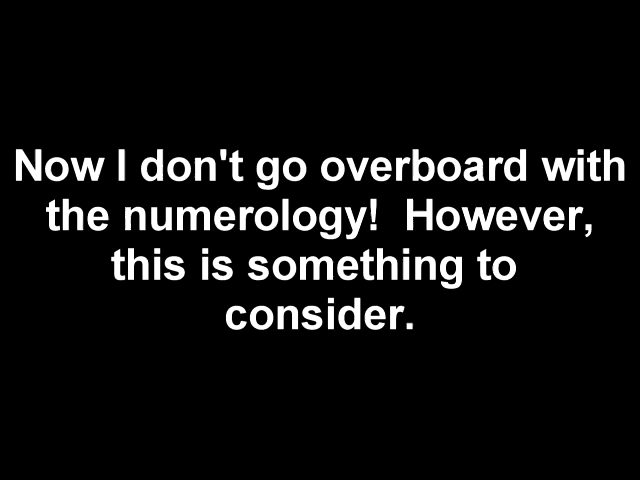 Now I don't go overboard with
the numerology!  However,
this is something to
consider.